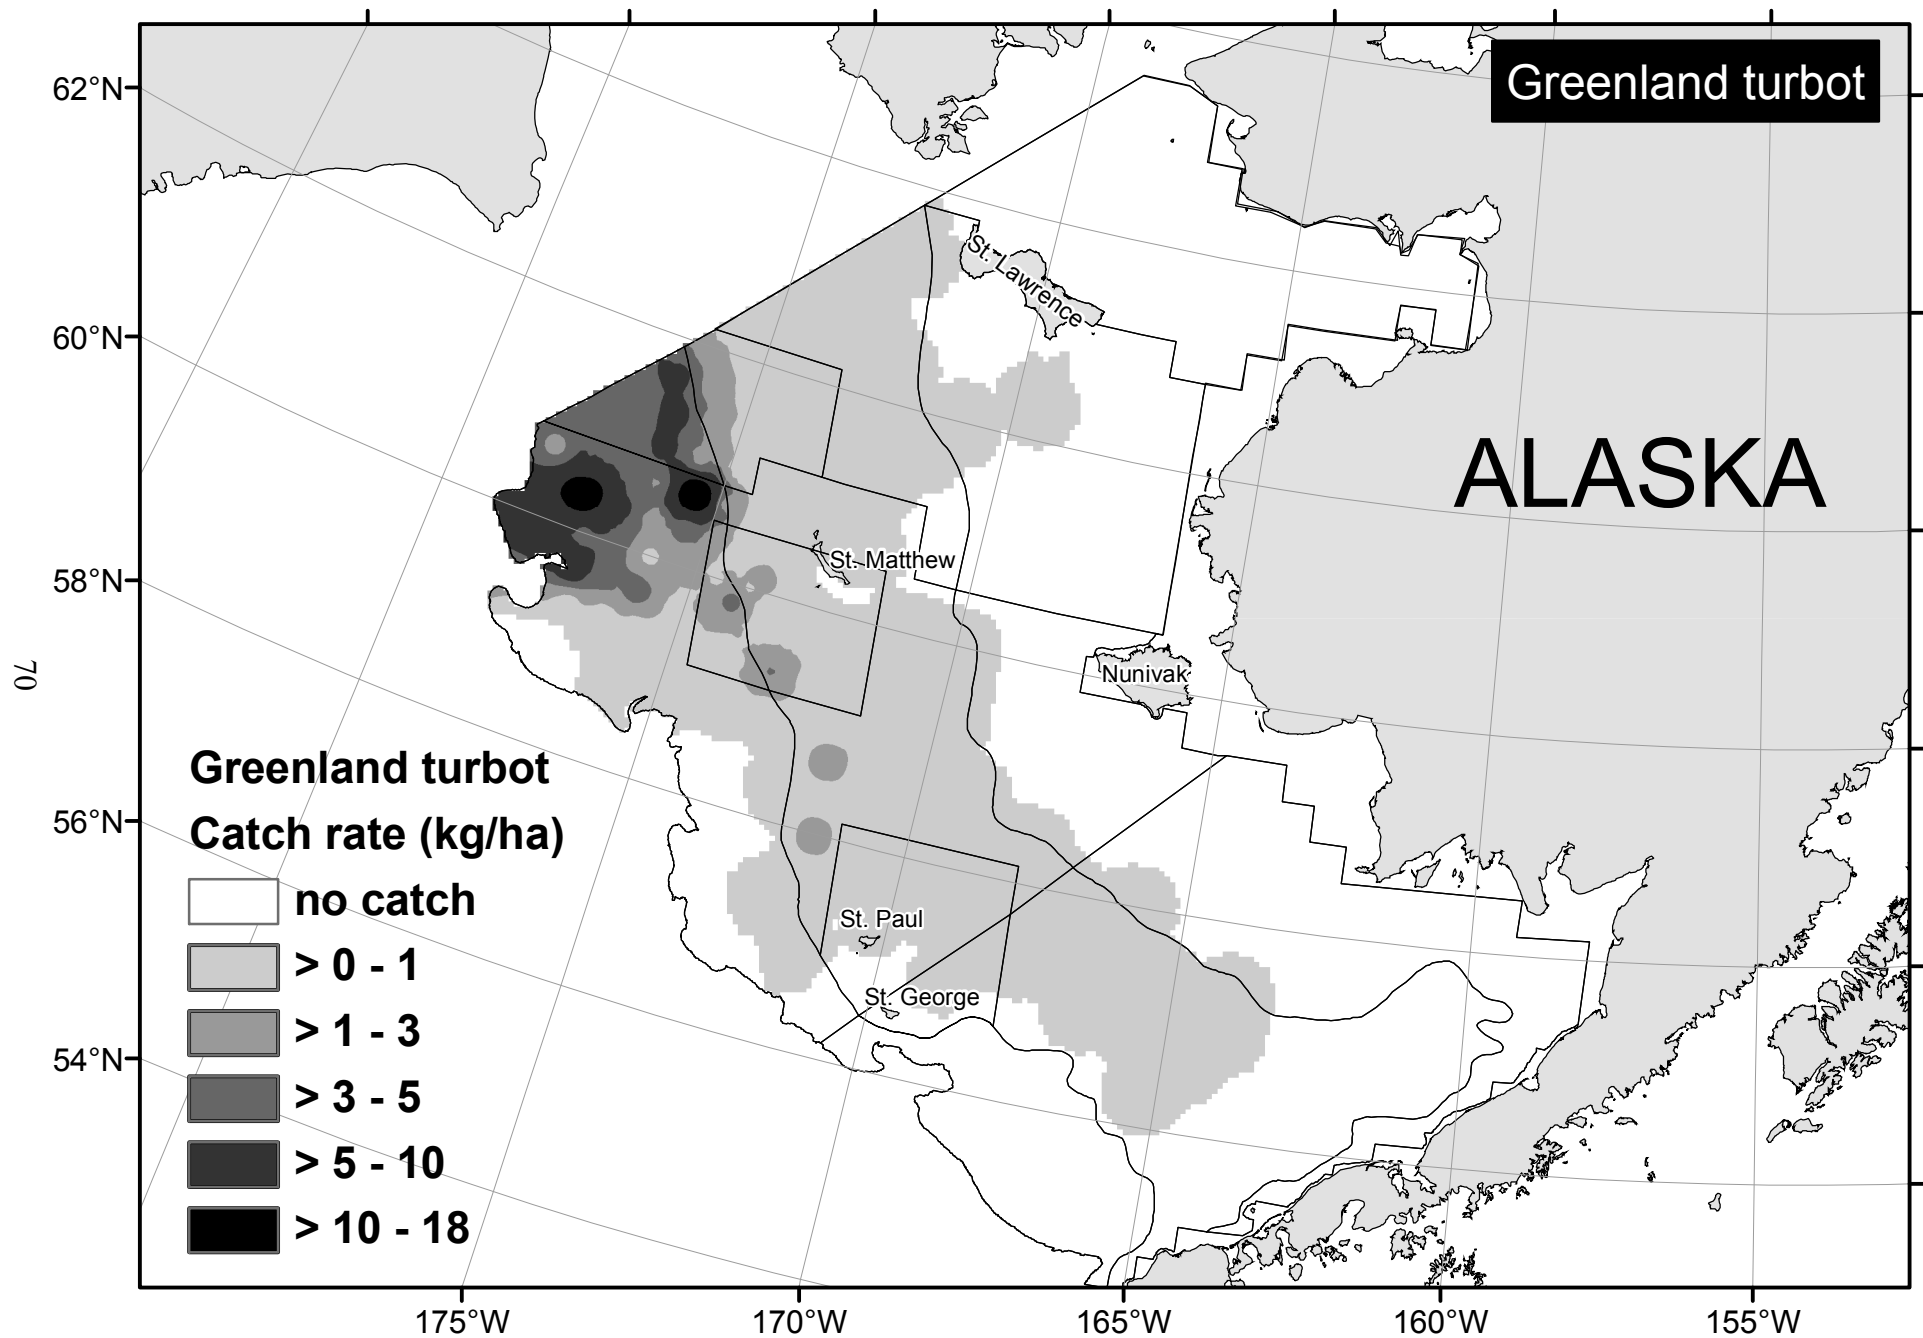 Greenland turbot
62°N
60°N
58°N
56°N
54°N
St. Lawrence
ALASKA
St. Matthew
Nunivak
St. Paul
St. George
70
Greenland turbot
Catch rate (kg/ha)
no catch
> 0 - 1
> 1 - 3
> 3 - 5
> 5 - 10
> 10 - 18
175°W
170°W
165°W
160°W
155°W